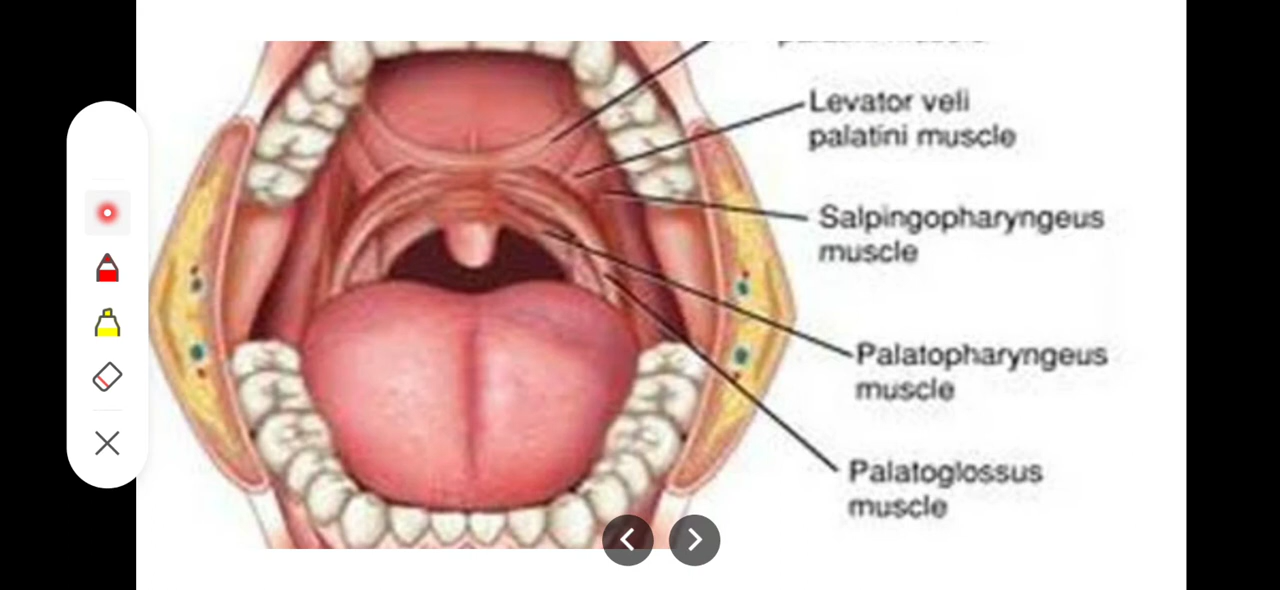 Levator veli
palatini muscle
Salpingopharyngeus
muscle
Palatopharyngeus
muscle
Palatoglossus
muscle